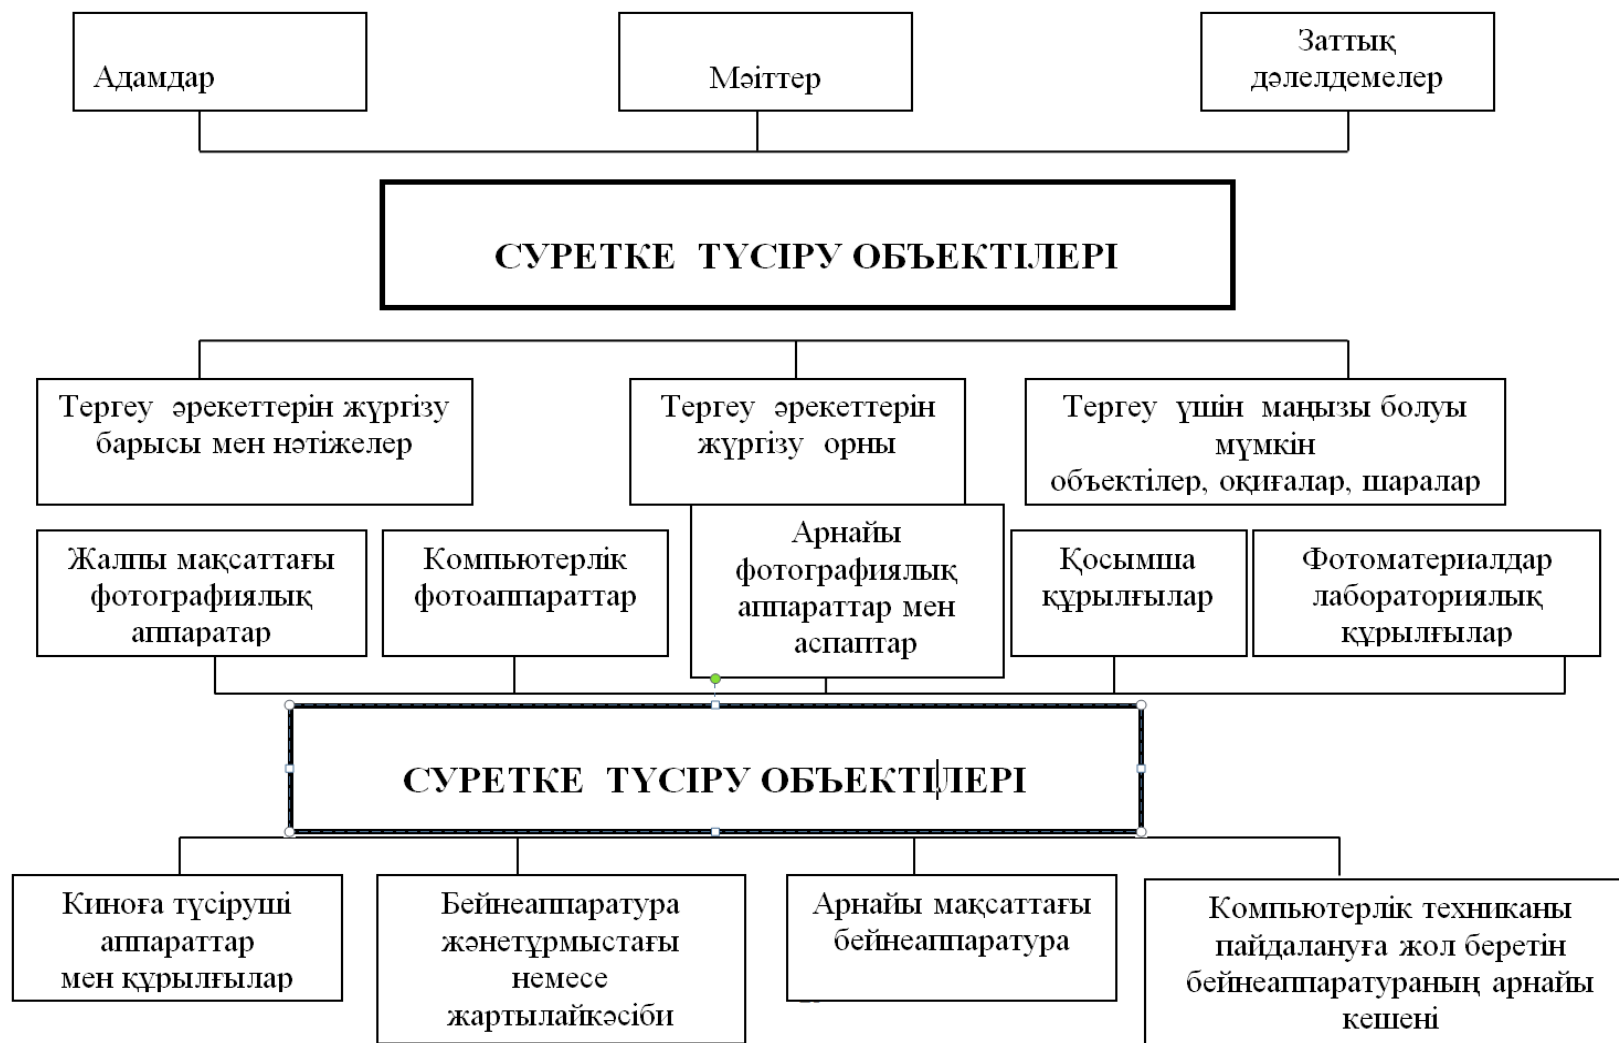 Адамдар
Мәіттер
Заттық
дәлелдемелер
СУРЕТКЕ ТҮСІРУ ОБЪЕКТІЛЕРІ
Тергеу әрекеттерін жүргізу
барысы мен нәтіжелер
Тергеу әрекеттерін
жүргізу орны
Тергеу үшін маңызы болуы
мүмкін
объектілер, оқиғалар, шаралар
Жалпы мақсаттағы
фотографиялық
аппаратар
Компьютерлік
фотоаппараттар
Арнайы
фотографиялық
аппараттар мен
аспаптар
Қосымша
құрылғылар
Фотоматериалдар
лабораториялық
құрылғылар
СУРЕТКЕ ТҮСІРУ ОБЪЕКТІЛЕРІ
Киноға түсіруші
аппараттар
мен құрылғылар
Бейнеаппаратура
жәнетұрмыстағы
немесе
жартылайкәсіби
Арнайы мақсаттағы
бейнеаппаратура
Компьютерлік техниканы
пайдалануға жол беретін
бейнеаппаратураның арнайы
кешені